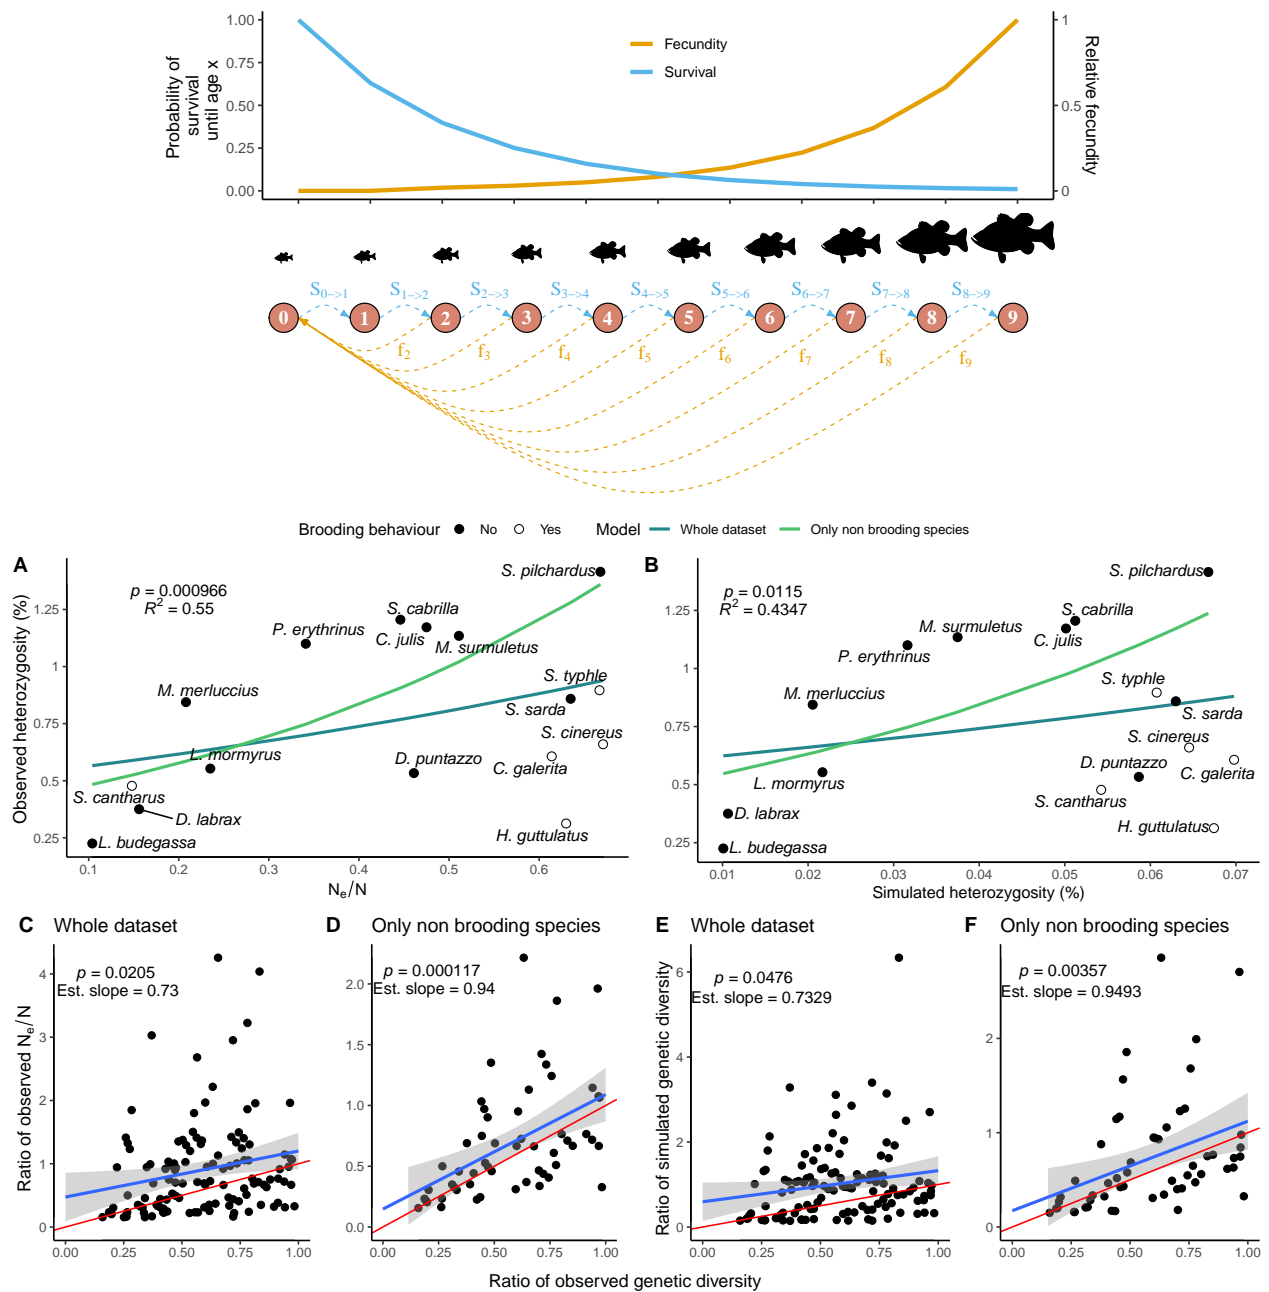 Probability of
survival
until age x
1.00
0.75
0.50
0.25
0.00
Fecundity
Survival
1
0.5
0
Relative fecundity
S0−>1 S1−>2 S2−>3 S3−>4 S4−>5 S5−>6 S6−>7 S7−>8 S8−>9
0 1 2 3 4 5 6 7 8 9
f2 f3 f4 f5 f6 f7 f8 f9
Brooding behaviour No Yes Model Whole dataset Only non brooding species
A
Observed heterozygosity (%)
1.25
1
0.75
0.5
0.25
p = 0.000966
R² = 0.55
S. pilchardus
S. cabrilla
P. erythrinus
C. julis
M. surmuletus
S. typhle
M. merluccius
S. sarda
S. cinereus
L. mormyrus
D. puntazzo
C. galerita
S. cantharus
D. labrax
H. guttulatus
L. budegassa
0.1 0.2 0.3 0.4 0.5 0.6
Ne/N
B
1.25
1
0.75
0.5
0.25
p = 0.0115
R² = 0.4347
S. pilchardus
S. cabrilla
M. surmuletus
C. julis
P. erythrinus
S. typhle
M. merluccius
S. sarda
S. cinereus
D. puntazzo
C. galerita
L. mormyrus
S. cantharus
D. labrax
H. guttulatus
L. budegassa
0.01 0.02 0.03 0.04 0.05 0.06 0.07
Simulated heterozygosity (%)
C Whole dataset
Ratio of observed Ne/N
p = 0.0205
Est. slope = 0.73
4
3
2
1
0
0.00 0.25 0.50 0.75 1.00
D Only non brooding species
p = 0.000117
Est. slope = 0.94
2.0
1.5
1.0
0.5
0.0
0.00 0.25 0.50 0.75 1.00
E Whole dataset
Ratio of simulated genetic diversity
p = 0.0476
Est. slope = 0.7329
6
4
2
0
0.00 0.25 0.50 0.75 1.00
F Only non brooding species
p = 0.00357
Est. slope = 0.9493
2
1
0
0.00 0.25 0.50 0.75 1.00
Ratio of observed genetic diversity